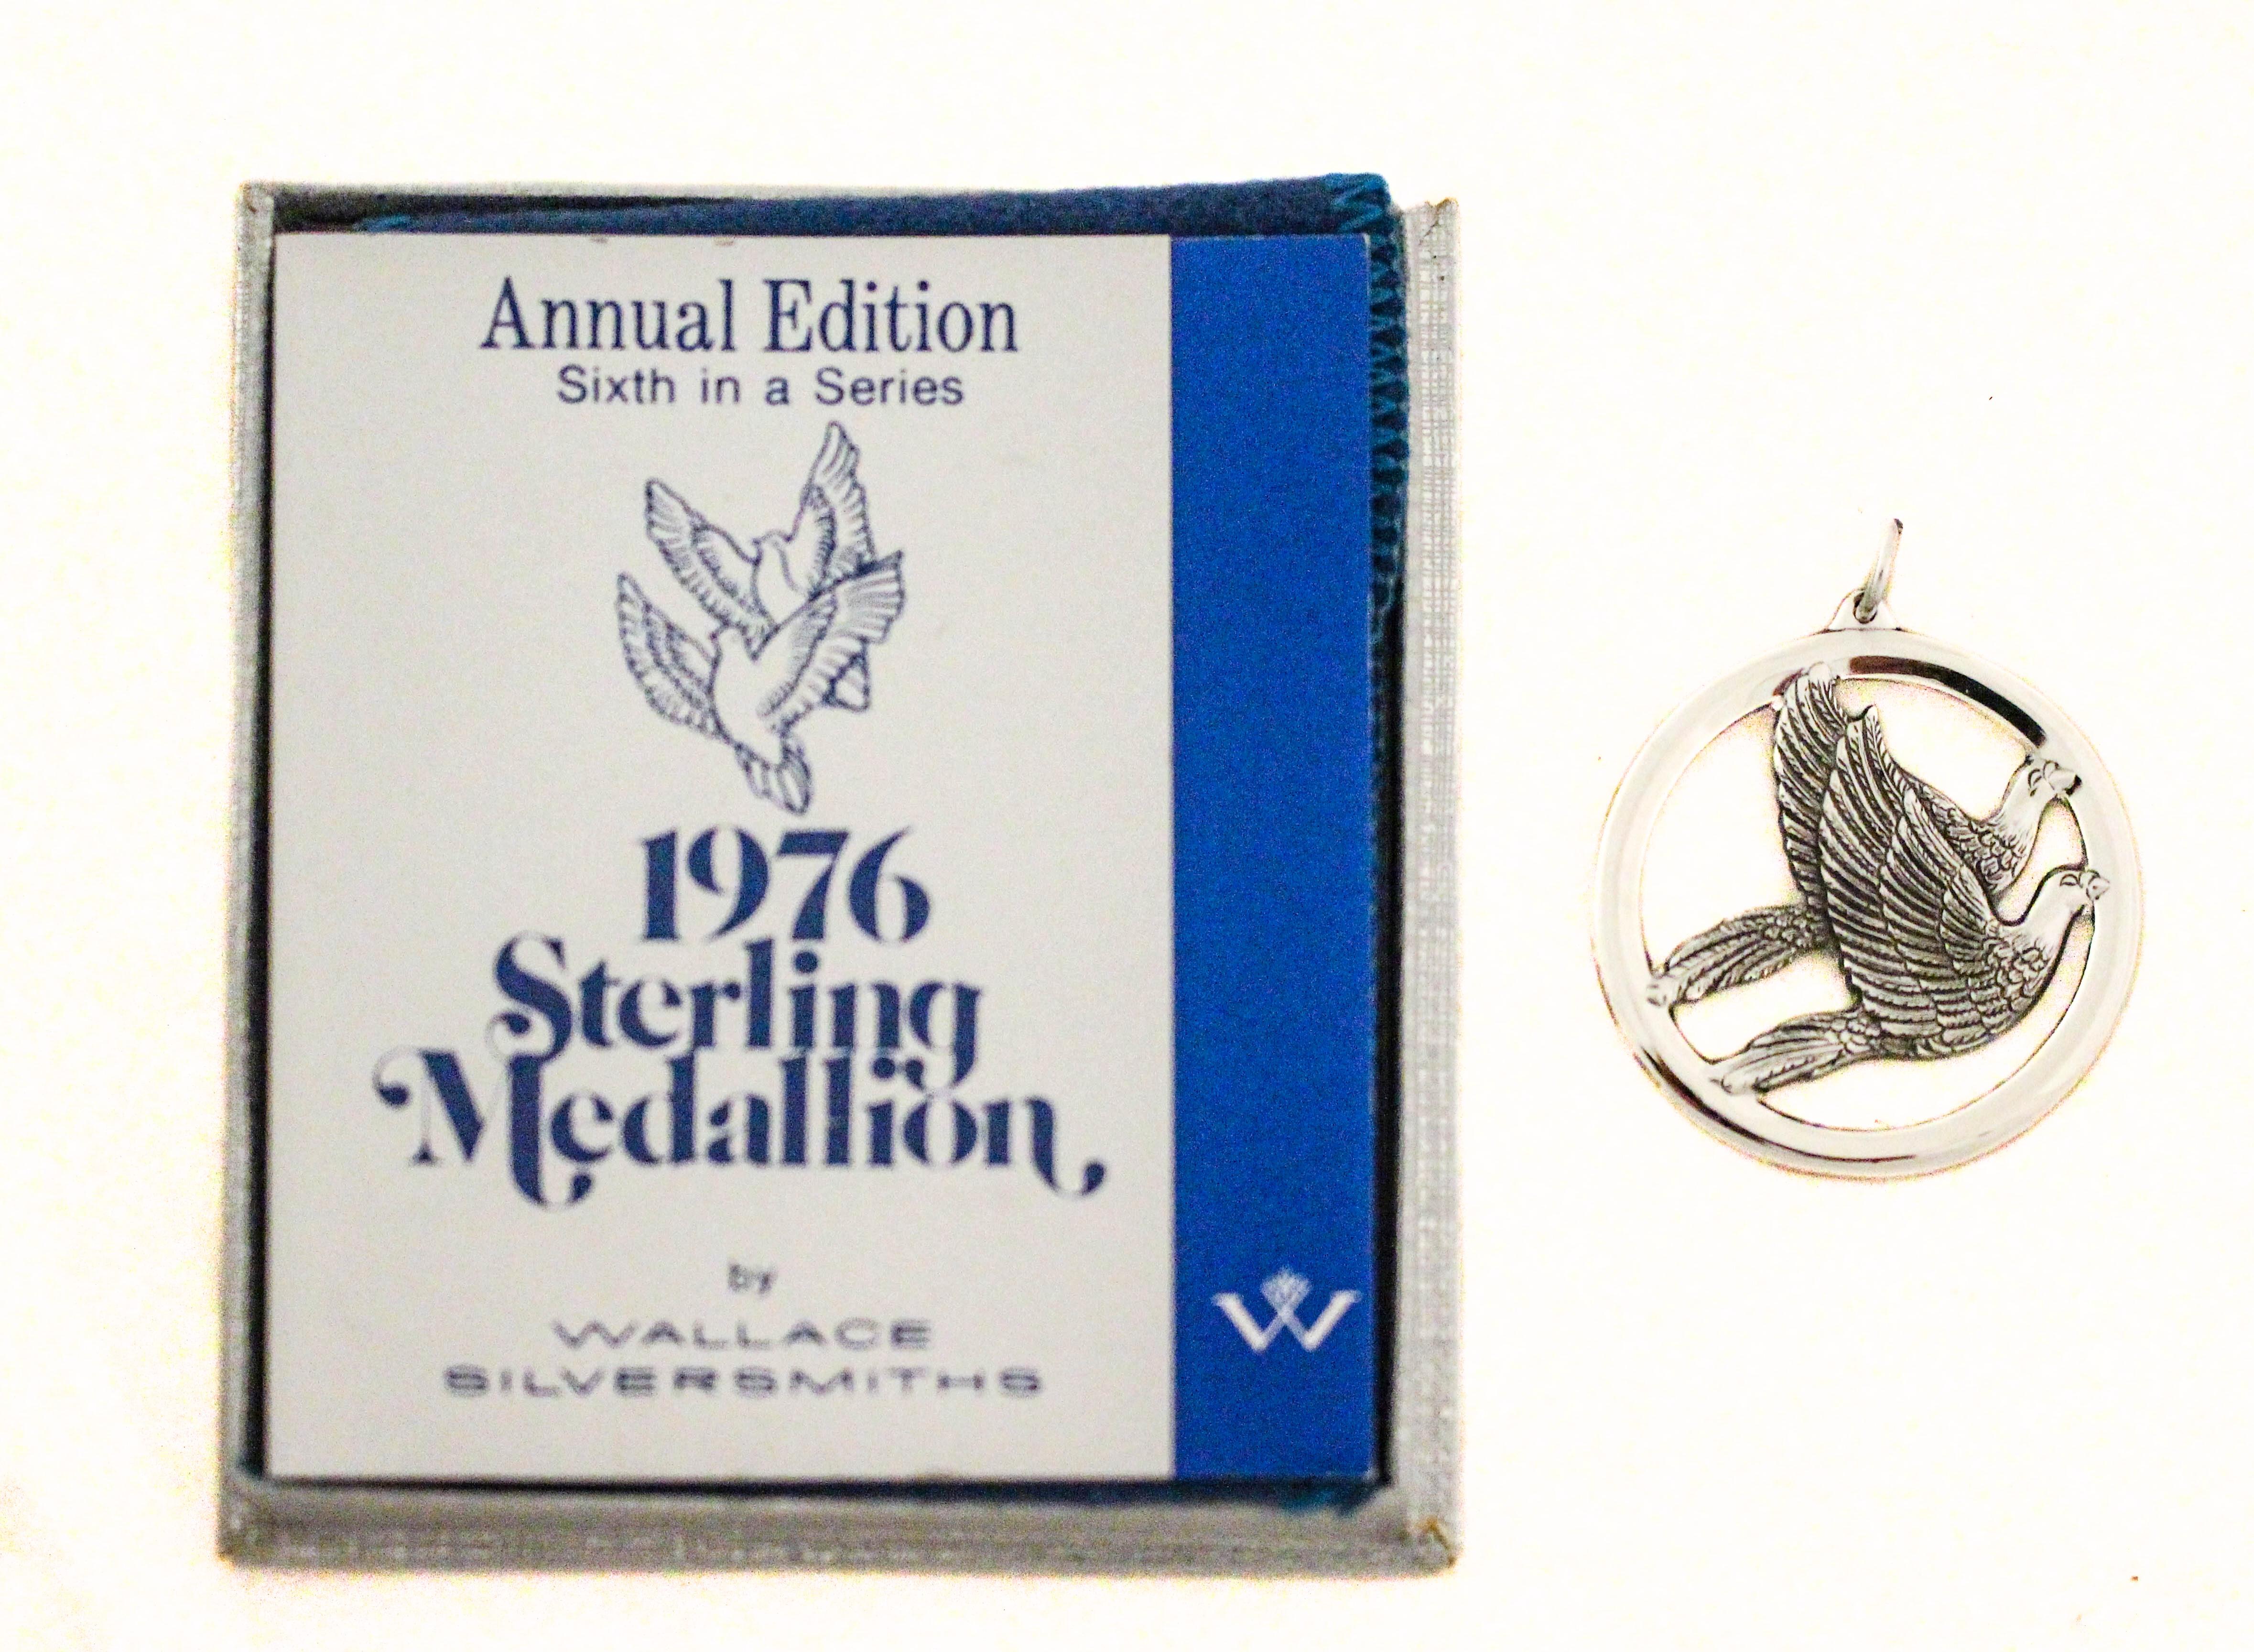 Annual Edition
Sixth in a Series
1976
Sterling
Medallion
by
WALLACE
SILVERSMITHS
W